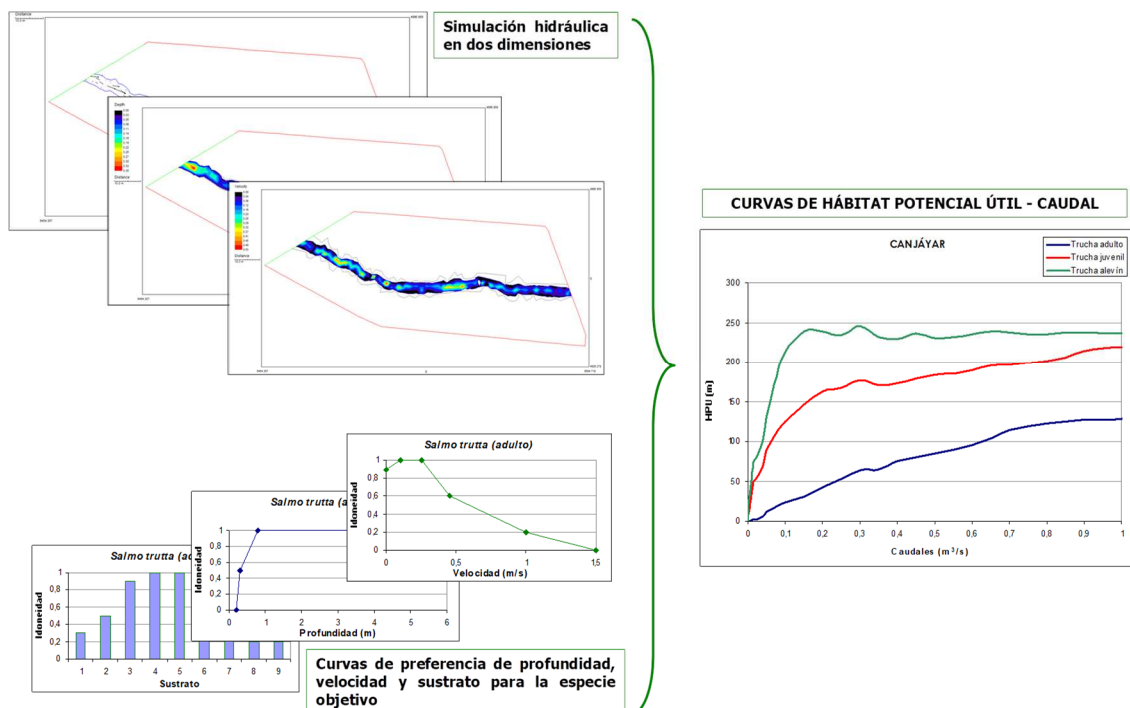 Simulación hidráulica
en dos dimensiones
Distance
Depth
Distance
Velocity
Distance
CURVAS DE HÁBITAT POTENCIAL ÚTIL - CAUDAL
CANJÁYAR
Trucha adulto
Trucha juvenil
Trucha alevín
300
250
200
150
100
50
0
HPU (m)
0
0,1
0,2
0,3
0,4
0,5
0,6
0,7
0,8
0,9
1
Caudales (m³/s)
Salmo trutta (adulto)
Idoneidad
1
0,8
0,6
0,4
0,2
0
0,5
1
1,5
Velocidad (m/s)
Salmo trutta (a
Idoneidad
1
0,8
0,6
0,4
0,2
0
0
1
2
3
4
5
6
Profundidad (m)
Salmo trutta (ad
Idoneidad
1
0,8
0,6
0,4
0,2
1 2 3 4 5 6 7 8 9
Sustrato
Curvas de preferencia de profundidad,
velocidad y sustrato para la especie
objetivo